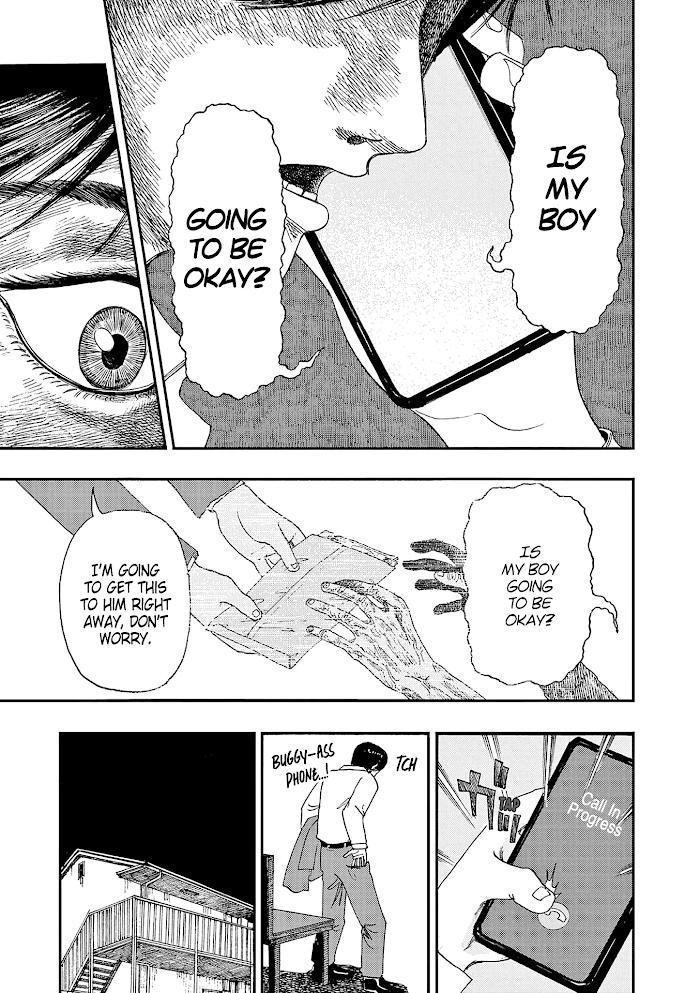 IS
MY
BOY
GOING
TO BE
OKAY?
IS
MY BOY
GOING
TO BE
OKAY?
I'M GOING
TO GET THIS
TO HIM RIGHT
AWAY, DON'T
WORRY.
Call In
Progress
TAP
TCH
BUGGY-ASS
PHONE...!